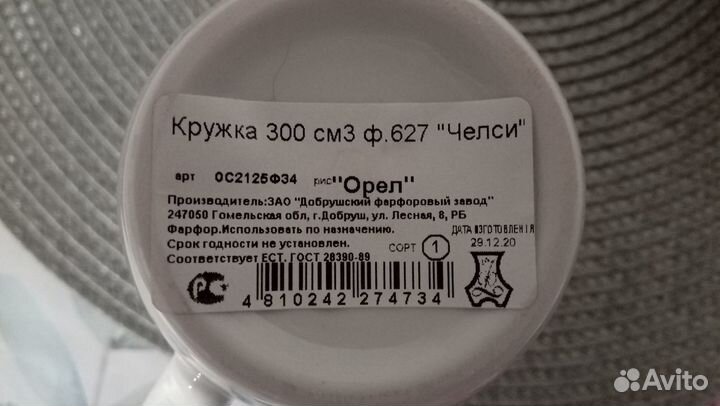 Кружка 300 см3 ф.627 "Челси"
арт 0С2125Ф34 рис "Орел"
Производитель:ЗАО "Добрушский фарфоровый завод"
247050 Гомельская обл, г.Добруш, ул. Лесная, 8, РБ
Фарфор.Использовать по назначению.
Срок годности не установлен.
Соответствует ЕСТ. ГОСТ 28390-89
СОРТ 1
ДАТА ИЗГОТОВЛЕНИЯ
29.12.20
4 810242 274734
Avito